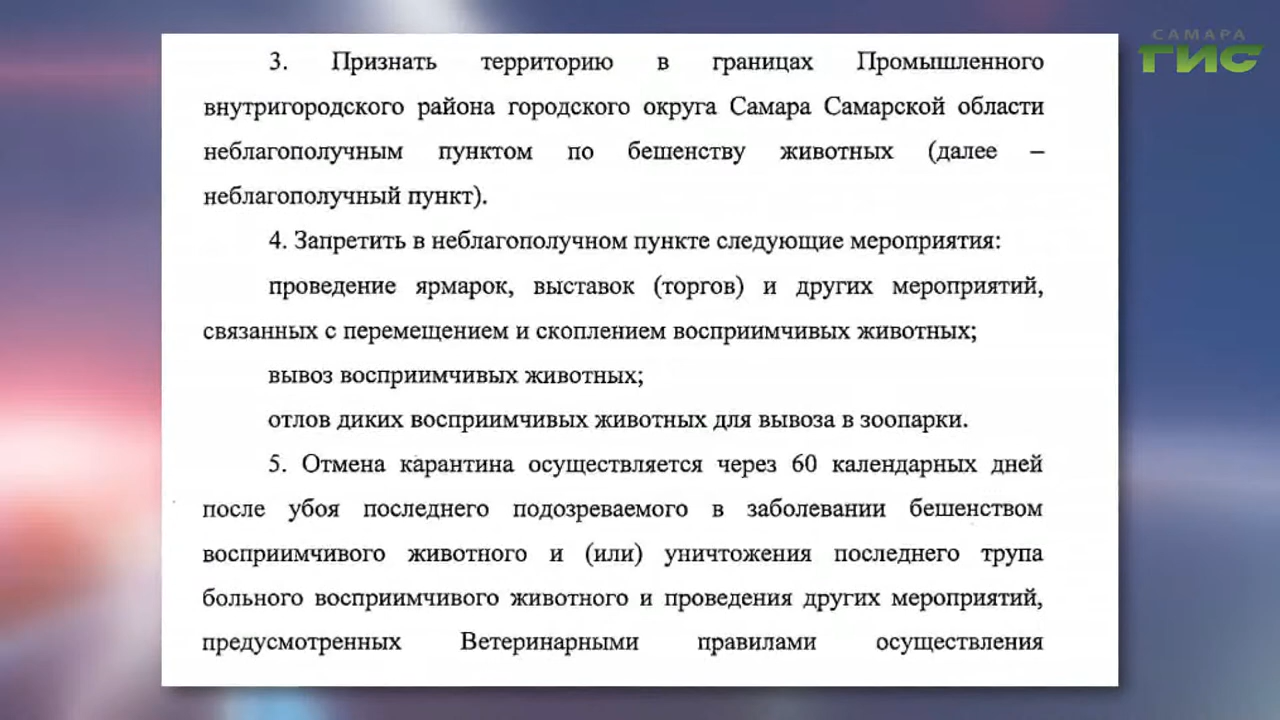 САМАРА
ГИС
3. Признать территорию в границах Промышленного
внутригородского района городского округа Самара Самарской области
неблагополучным пунктом по бешенству животных (далее –
неблагополучный пункт).
4. Запретить в неблагополучном пункте следующие мероприятия:
проведение ярмарок, выставок (торгов) и других мероприятий,
связанных с перемещением и скоплением восприимчивых животных;
вывоз восприимчивых животных;
отлов диких восприимчивых животных для вывоза в зоопарки.
5. Отмена карантина осуществляется через 60 календарных дней
после убоя последнего подозреваемого в заболевании бешенством
восприимчивого животного и (или) уничтожения последнего трупа
больного восприимчивого животного и проведения других мероприятий,
предусмотренных Ветеринарными правилами осуществления